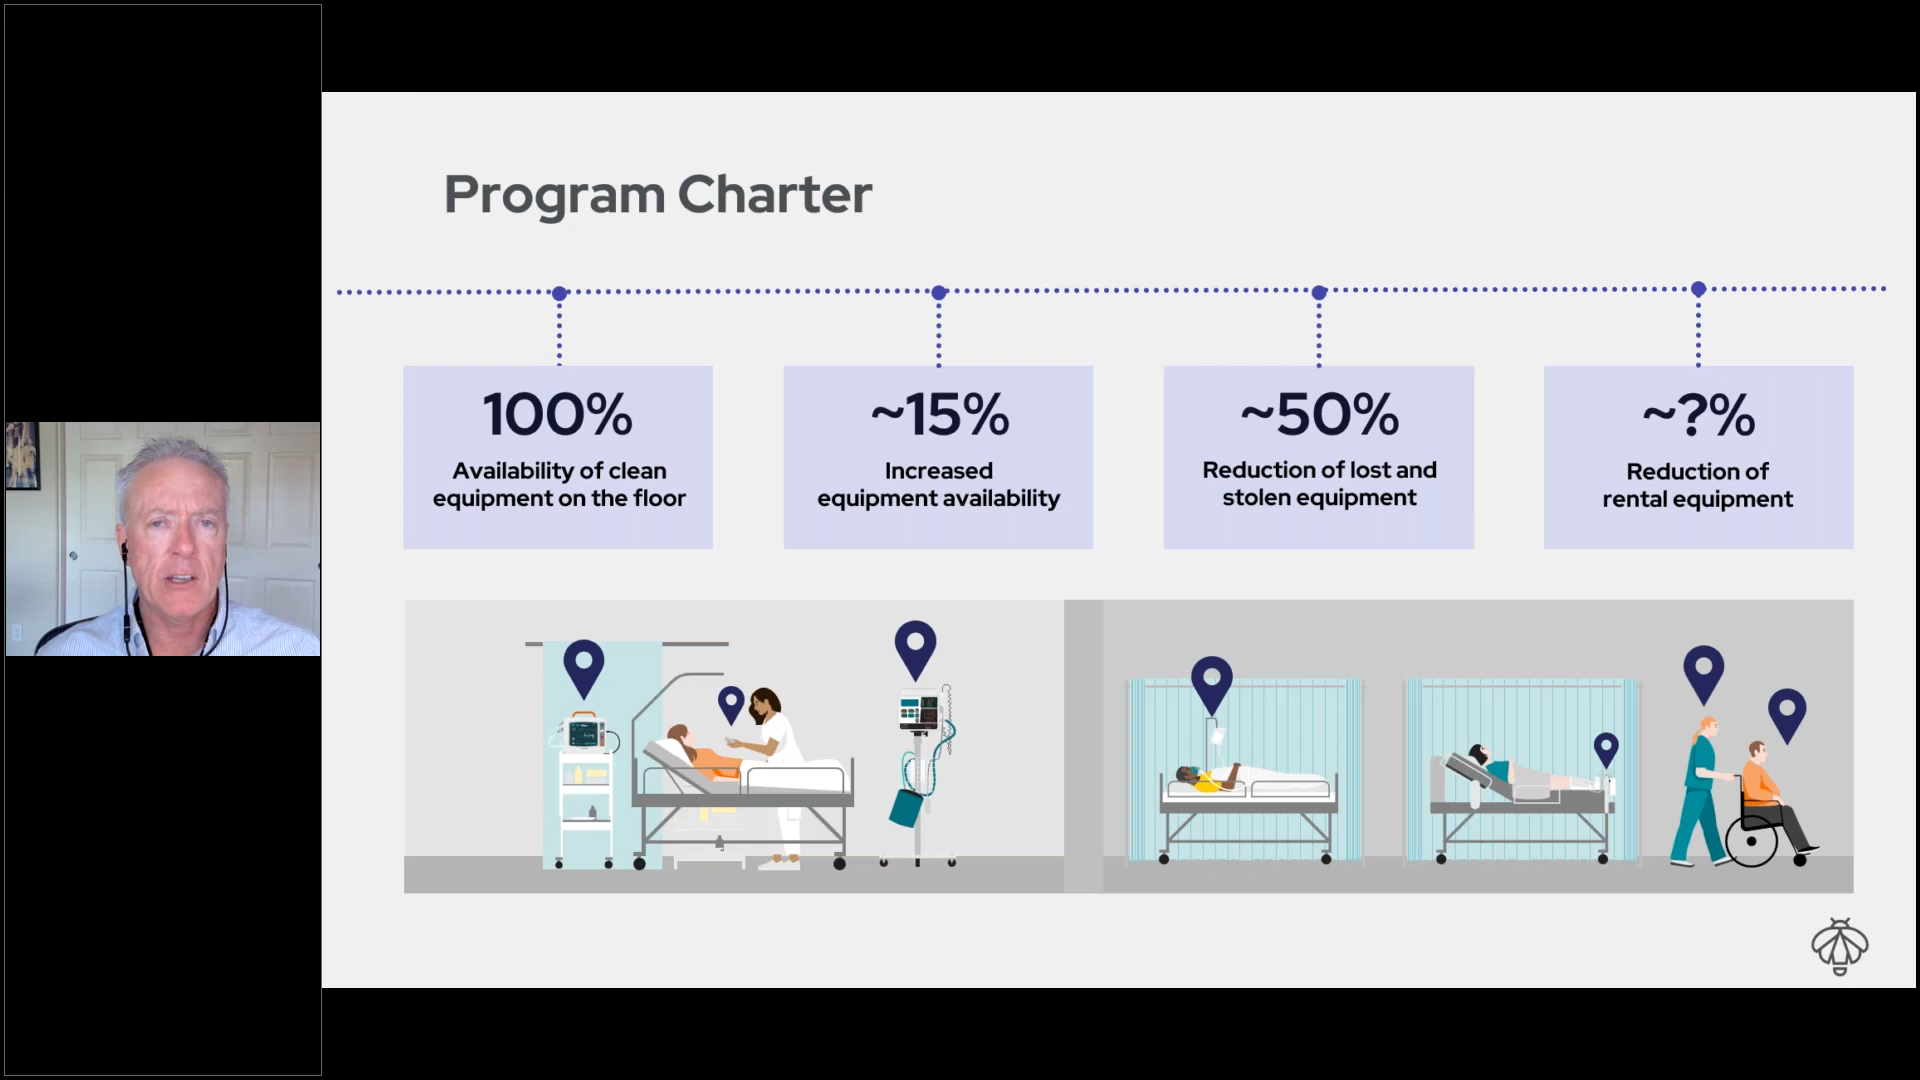 Program Charter
100%
Availability of clean
equipment on the floor
~15%
Increased
equipment availability
~50%
Reduction of lost and
stolen equipment
~?%
Reduction of
rental equipment